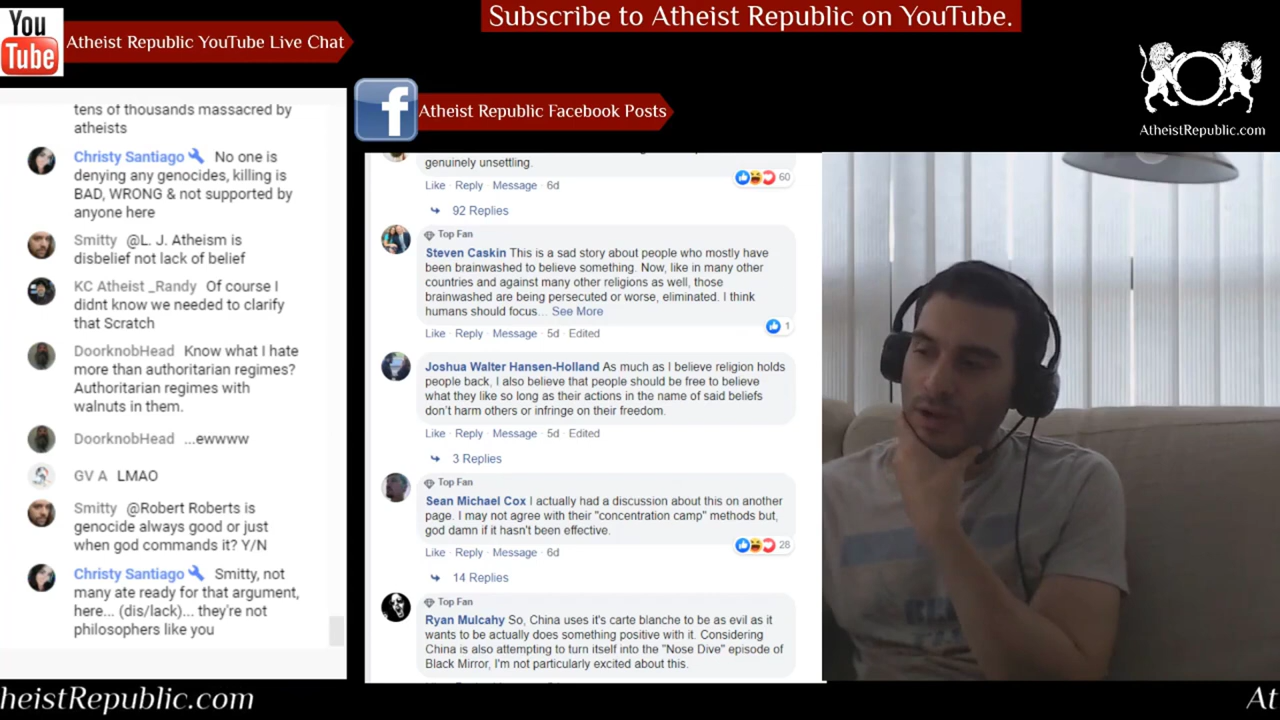 You
Tube
Atheist Republic YouTube Live Chat
Subscribe to Atheist Republic on YouTube.
AtheistRepublic.com
f
Atheist Republic Facebook Posts
tens of thousands massacred by
atheists
Christy Santiago No one is
denying any genocides, killing is
BAD, WRONG & not supported by
anyone here
Smitty @L. J. Atheism is
disbelief not lack of belief
KC Atheist _Randy Of course I
didnt know we needed to clarify
that Scratch
DoorknobHead Know what I hate
more than authoritarian regimes?
Authoritarian regimes with
walnuts in them.
DoorknobHead ...ewwww
GV A LMAO
Smitty @Robert Roberts is
genocide always good or just
when god commands it? Y/N
Christy Santiago Smitty, not
many ate ready for that argument,
here... (dis/lack)... they're not
philosophers like you
genuinely unsettling.
Like · Reply · Message · 6d
60
92 Replies
Top Fan
Steven Caskin This is a sad story about people who mostly have
been brainwashed to believe something. Now, like in many other
countries and against many other religions as well, those
brainwashed are being persecuted or worse, eliminated. I think
humans should focus... See More
1
Like · Reply · Message · 5d · Edited
Joshua Walter Hansen-Holland As much as I believe religion holds
people back, I also believe that people should be free to believe
what they like so long as their actions in the name of said beliefs
don't harm others or infringe on their freedom.
Like · Reply · Message · 5d · Edited
3 Replies
Top Fan
Sean Michael Cox I actually had a discussion about this on another
page. I may not agree with their "concentration camp" methods but,
god damn if it hasn't been effective.
28
Like · Reply · Message · 6d
14 Replies
Top Fan
Ryan Mulcahy So, China uses it's carte blanche to be as evil as it
wants to be actually does something positive with it. Considering
China is also attempting to turn itself into the "Nose Dive" episode of
Black Mirror, I'm not particularly excited about this.
heistRepublic.com
At